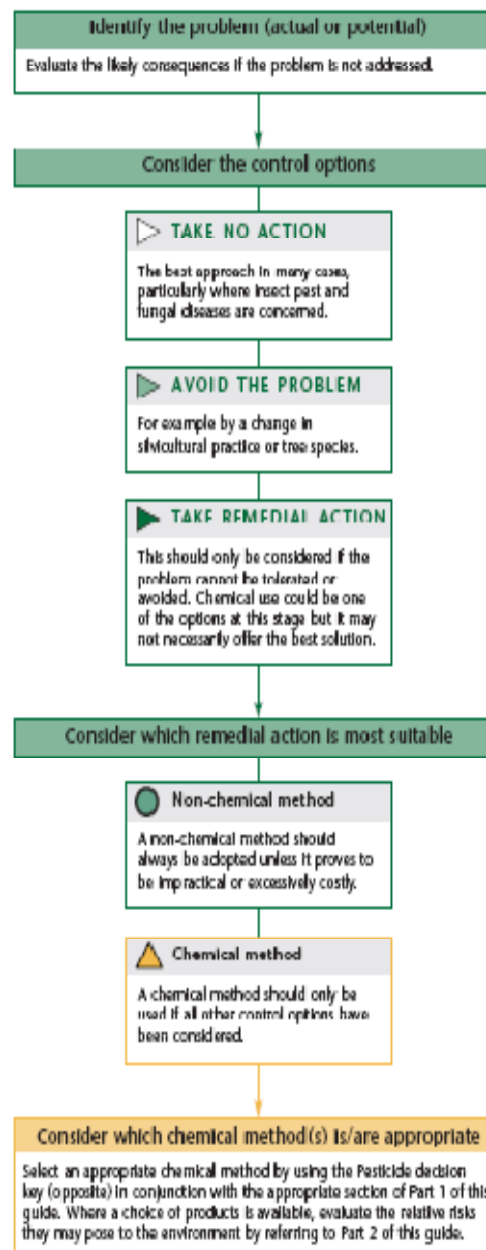 Identify the problem (actual or potential)
Evaluate the likely consequences if the problem is not addressed.
Consider the control options
TAKE NO ACTION
The best approach in many cases,
particularly where insect pest and
fungal diseases are concerned.
AVOID THE PROBLEM
For example by a change in
silvicultural practice or tree species.
TAKE REMEDIAL ACTION
This should only be considered if the
problem cannot be tolerated or
avoided. Chemical use could be one
of the options at this stage but it may
not necessarily offer the best solution.
Consider which remedial action is most suitable
Non-chemical method
A non-chemical method should
always be adopted unless it proves to
be impractical or excessively costly.
Chemical method
A chemical method should only be
used if all other control options have
been considered.
Consider which chemical method(s) is/are appropriate
Select an appropriate chemical method by using the Pesticide decision
key (opposite) in conjunction with the appropriate section of Part 1 of this
guide. Where a choice of products is available, evaluate the relative risks
they may pose to the environment by referring to Part 2 of this guide.